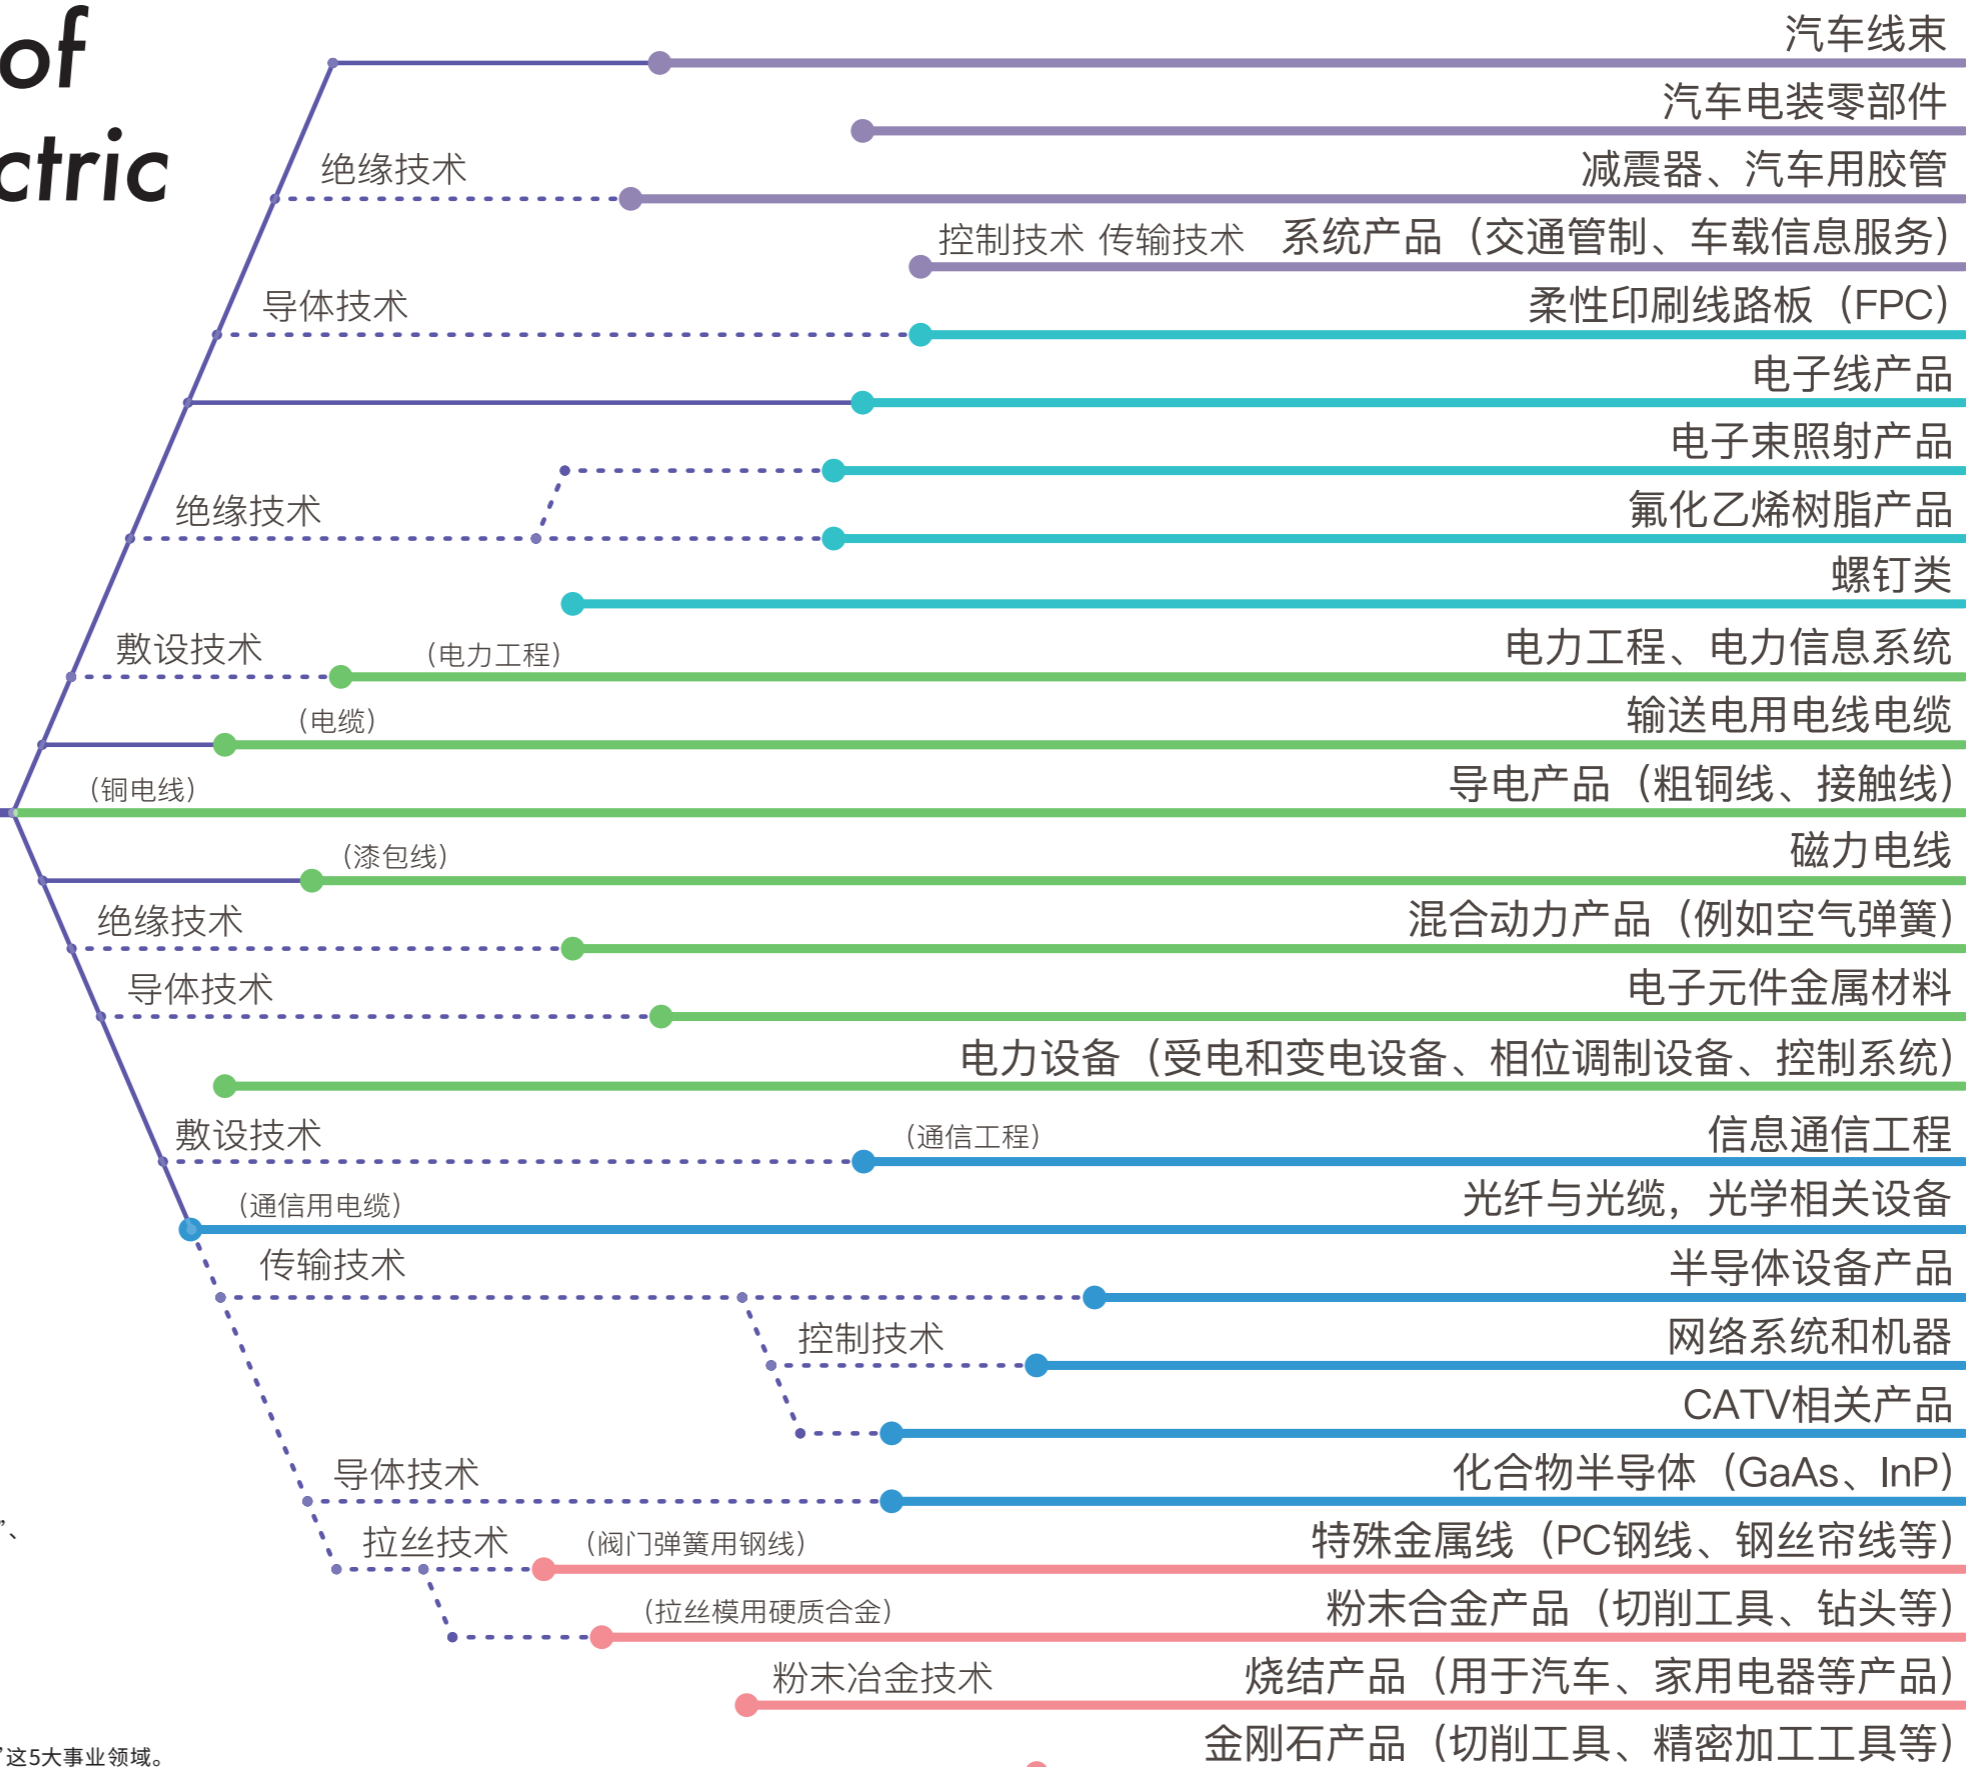 of
ctric
汽车线束
汽车电装零部件
绝缘技术
减震器、汽车用胶管
控制技术 传输技术 系统产品（交通管制、车载信息服务）
导体技术
柔性印刷线路板（FPC）
电子线产品
电子束照射产品
绝缘技术
氟化乙烯树脂产品
螺钉类
敷设技术
（电力工程）
电力工程、电力信息系统
（电缆）
输送电用电线电缆
（铜电线）
导电产品（粗铜线、接触线）
（漆包线）
磁力电线
绝缘技术
混合动力产品（例如空气弹簧）
导体技术
电子元件金属材料
电力设备（受电和变电设备、相位调制设备、控制系统）
敷设技术
（通信工程）
信息通信工程
（通信用电缆）
光纤与光缆，光学相关设备
传输技术
半导体设备产品
控制技术
网络系统和机器
CATV相关产品
导体技术
化合物半导体（GaAs、InP）
”、
拉丝技术
（阀门弹簧用钢线）
特殊金属线（PC钢线、钢丝帘线等）
（拉丝模用硬质合金）
粉末合金产品（切削工具、钻头等）
粉末冶金技术
烧结产品（用于汽车、家用电器等产品）
金刚石产品（切削工具、精密加工工具等）
”这5大事业领域。